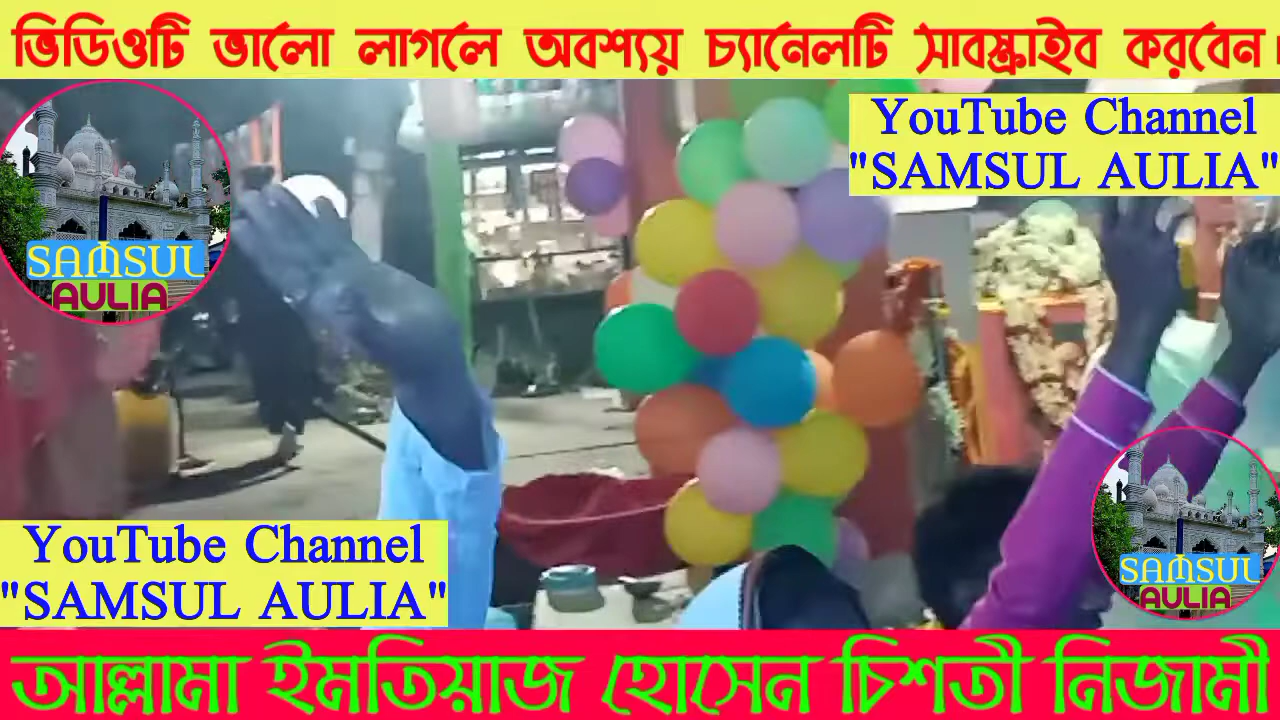 ভিডিওটি ভালো লাগলে অবশ্যয় চ্যানেলটি সাবস্ক্রাইব করবেন
YouTube Channel
"SAMSUL AULIA"
SAMSUL
AULIA
YouTube Channel
"SAMSUL AULIA"
SAMSUL
AULIA
আল্লামা ইমতিয়াজ হোসেন চিশতী নিজামী